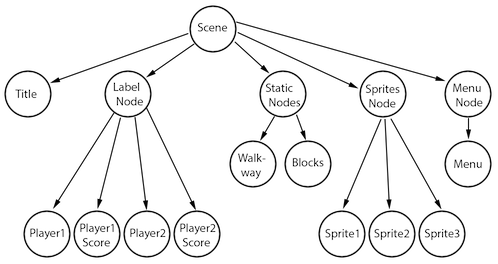 Scene
Title
Label
Node
Static
Nodes
Sprites
Node
Menu
Node
Walk-
way
Blocks
Menu
Player1
Player1
Score
Player2
Player2
Score
Sprite1
Sprite2
Sprite3